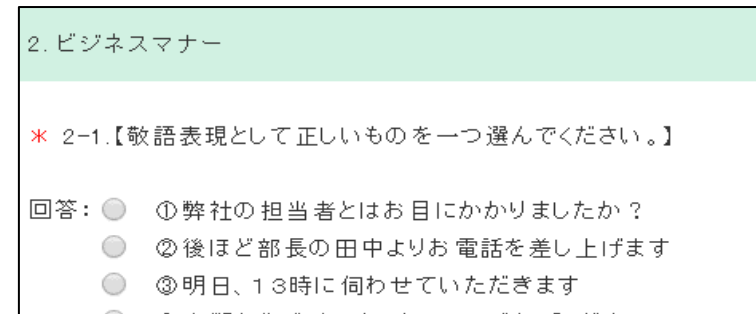 2.ビジネスマナー
* 2-1.【敬語表現として正しいものを一つ選んでください。】
回答: ①弊社の担当者とはお目にかかりましたか?
②後ほど部長の田中よりお電話を差し上げます
③明日、13時に伺わせていただきます